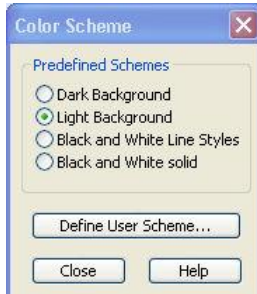 Color Scheme
Predefined Schemes
Dark Background
Light Background
Black and White Line Styles
Black and White solid
Define User Scheme...
Close Help